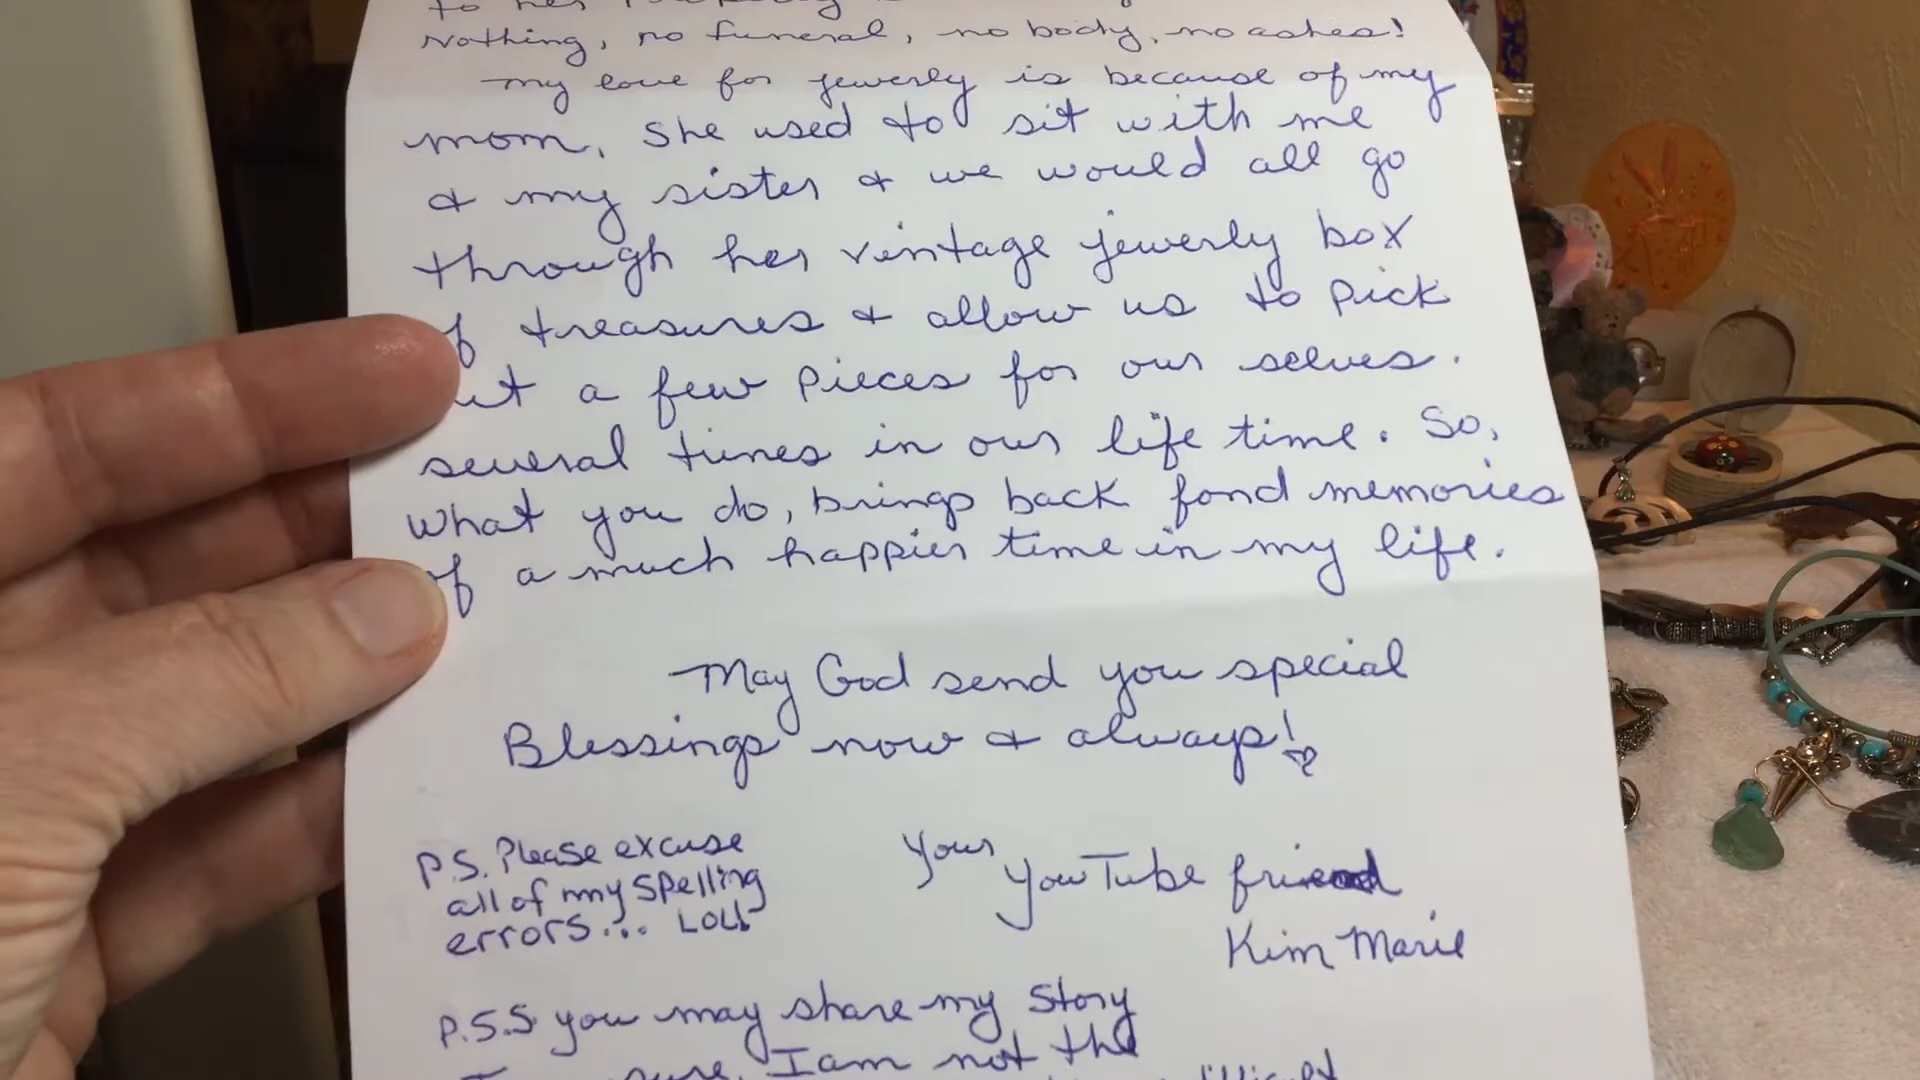 to her
Nothing, no funeral, no body, no ashes!
My love for jewerly is because of my
mom. She used to sit with me
& my sister & we would all go
through her vintage jewerly box
of treasures & allow us to pick
out a few pieces for our selves.
several times in our life time. So,
what you do, brings back fond memories
of a much happier time in my life.
May God send you special
Blessings now & always!
P.S. Please excuse
all of my spelling
errors... LOL!
Your
YouTube friend
Kim Marie
P.S.S you may share my story
I am not the